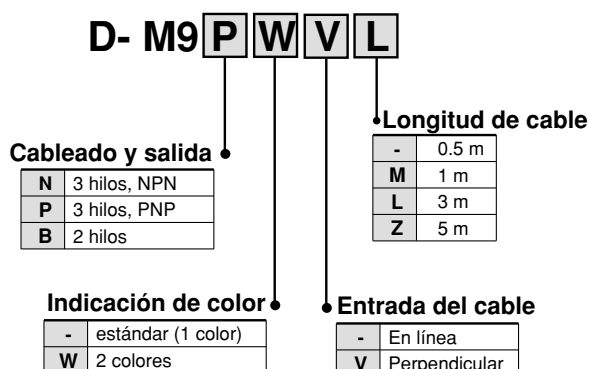 D- M9 P W V L
Longitud de cable
- 0.5 m
M 1 m
L 3 m
Z 5 m
Cableado y salida
N 3 hilos, NPN
P 3 hilos, PNP
B 2 hilos
Indicación de color
- estándar (1 color)
W 2 colores
Entrada del cable
- En línea
V Perpendicular